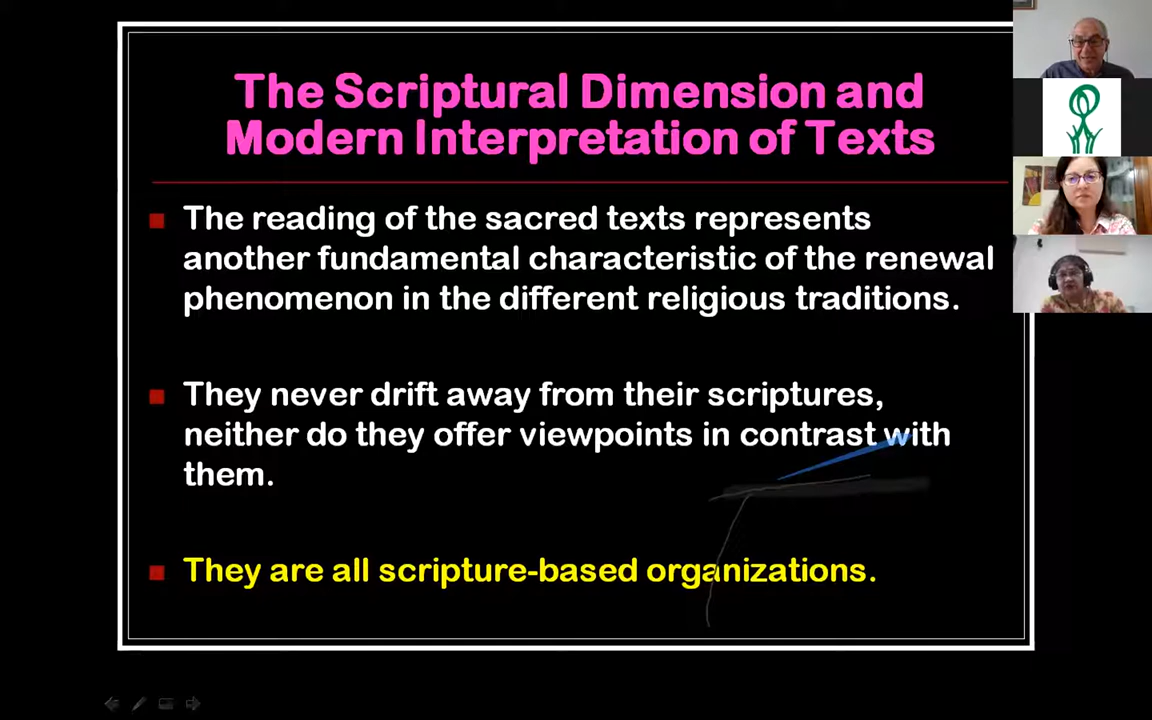 The Scriptural Dimension and
Modern Interpretation of Texts
The reading of the sacred texts represents
another fundamental characteristic of the renewal
phenomenon in the different religious traditions.
They never drift away from their scriptures,
neither do they offer viewpoints in contrast with
them.
They are all scripture-based organizations.